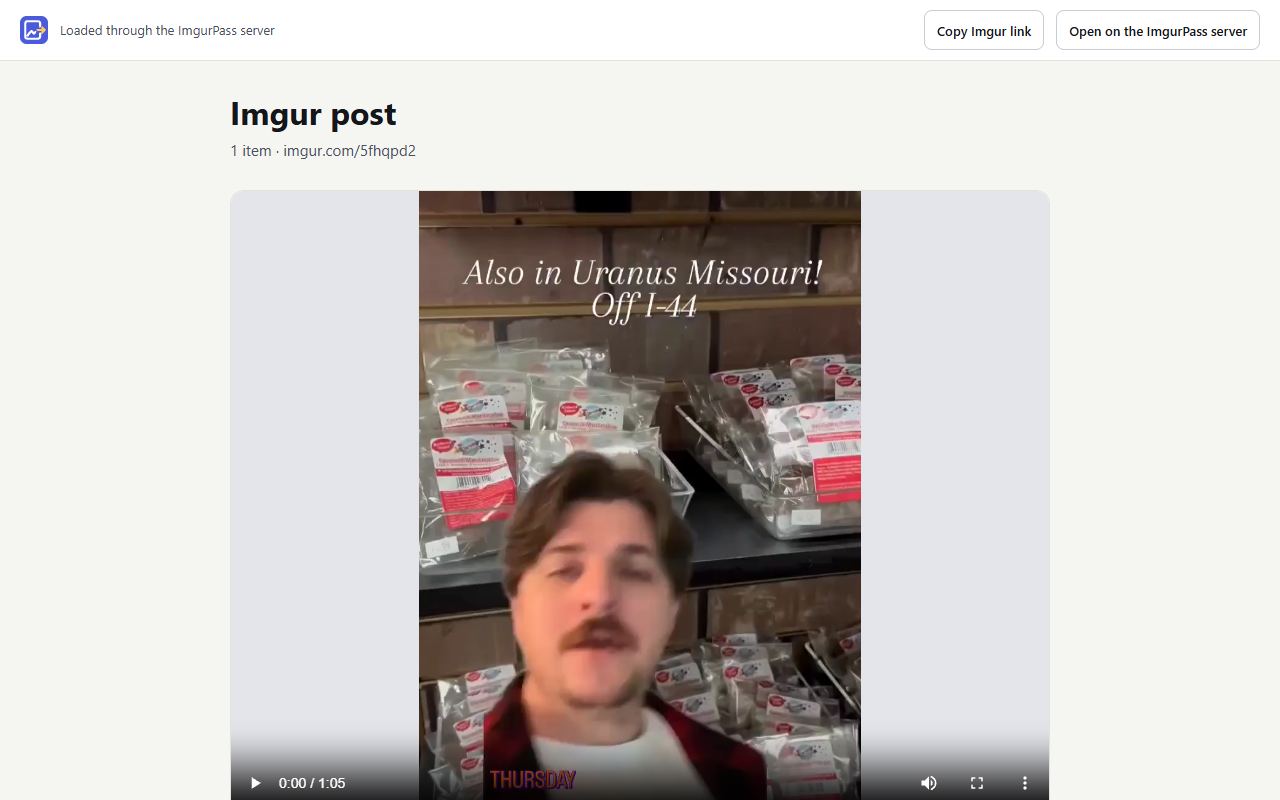 Loaded through the ImgurPass server
Copy Imgur link
Open on the ImgurPass server
Imgur post
1 item · imgur.com/5fhqpd2
Also in Uranus Missouri!
Off I-44
THURSDAY
0:00 / 1:05